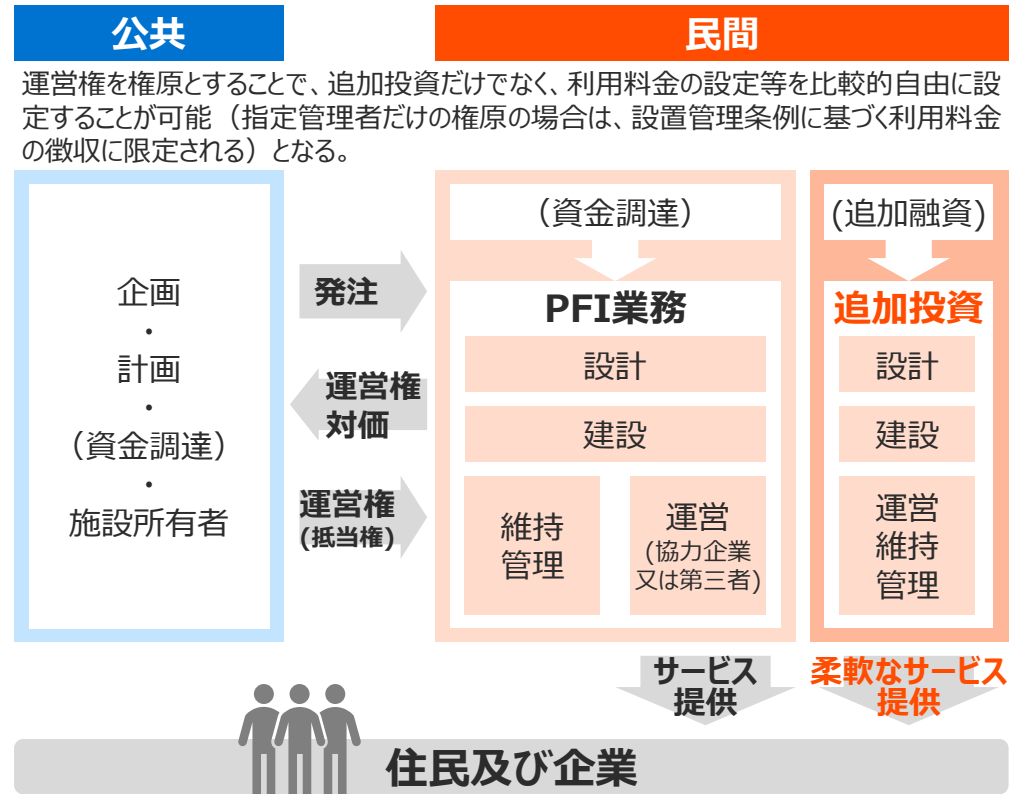 公共
民間
運営権を権原とすることで、追加投資だけでなく、利用料金の設定等を比較的自由に設
定することが可能（指定管理者だけの権原の場合は、設置管理条例に基づく利用料金
の徴収に限定される）となる。
企画
・
計画
・
（資金調達）
・
施設所有者
発注
運営権
対価
運営権
(抵当権)
（資金調達）
PFI業務
設計
建設
維持
管理
運営
(協力企業
又は第三者)
(追加融資)
追加投資
設計
建設
運営
維持
管理
サービス
提供
柔軟なサービス
提供
住民及び企業